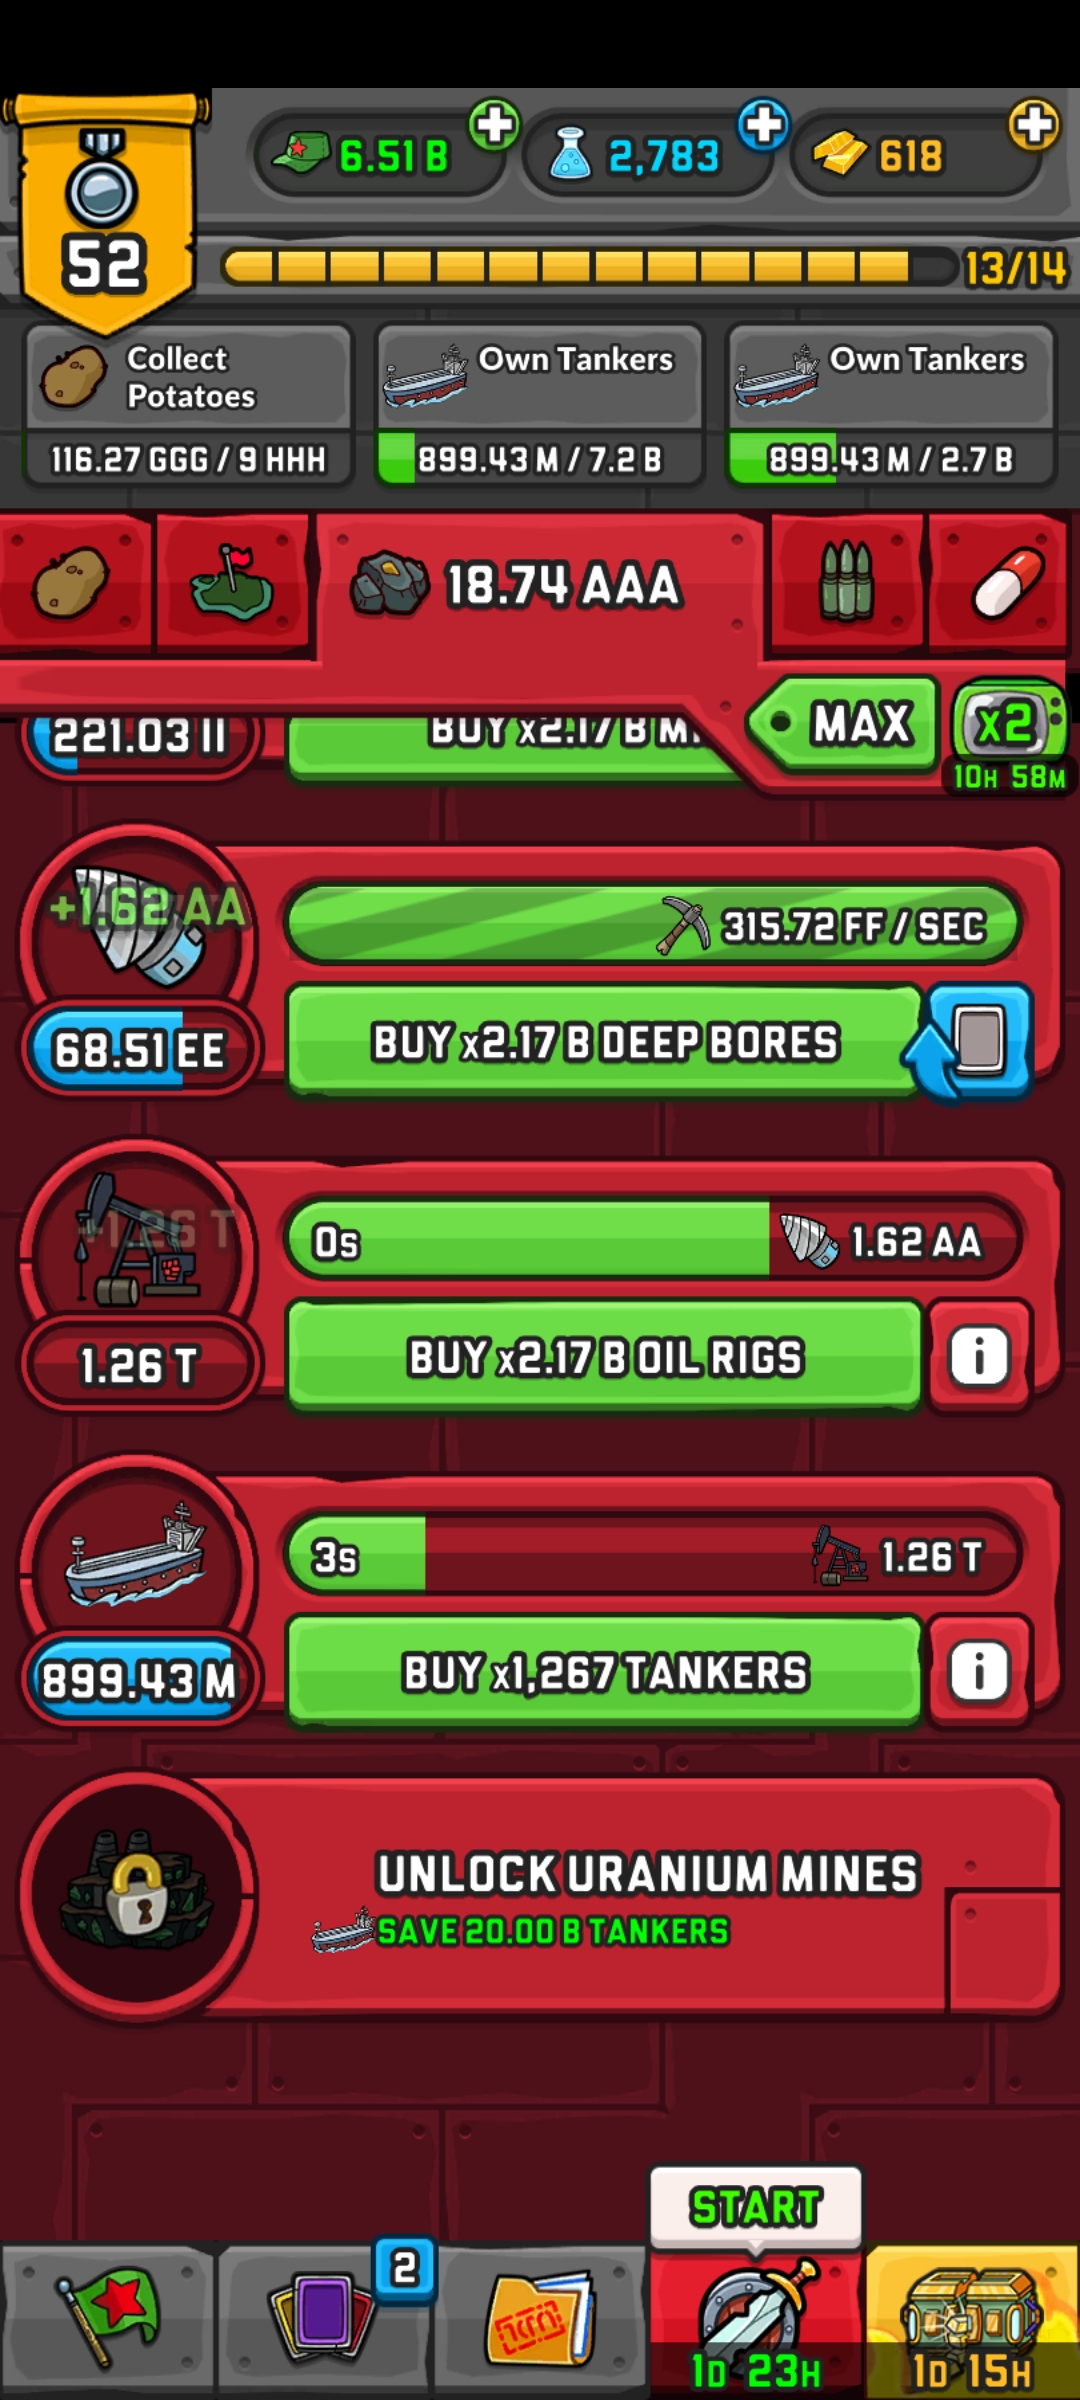 6.51 B
2,783
618
52
13/14
Collect
Potatoes
116.27 GGG / 9 HHH
Own Tankers
899.43 M / 7.2 B
Own Tankers
899.43 M / 2.7 B
18.74 AAA
MAX
x2
10H 58M
221.03 II
BUY x2.17 B
+1.62 AA
315.72 FF / SEC
68.51 EE
BUY x2.17 B DEEP BORES
+1.26 T
0s
1.62 AA
1.26 T
BUY x2.17 B OIL RIGS
i
3s
1.26 T
899.43 M
BUY x1,267 TANKERS
i
UNLOCK URANIUM MINES
SAVE 20.00 B TANKERS
START
2
1D 23H
1D 15H